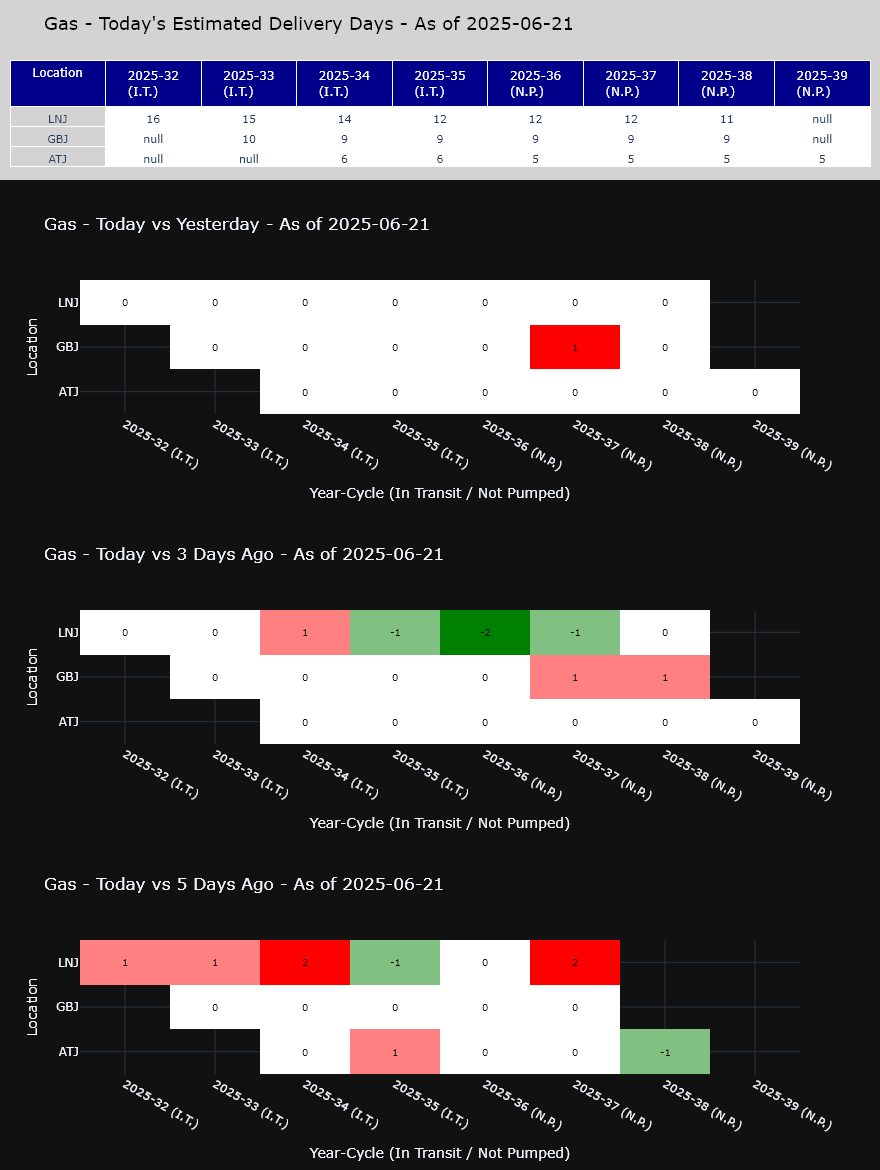 Gas - Today's Estimated Delivery Days - As of 2025-06-21
Location 2025-32 (I.T.) 2025-33 (I.T.) 2025-34 (I.T.) 2025-35 (I.T.) 2025-36 (N.P.) 2025-37 (N.P.) 2025-38 (N.P.) 2025-39 (N.P.)
LNJ 16 15 14 12 12 12 11 null
GBJ null 10 9 9 9 9 9 null
ATJ null null 6 6 5 5 5 5
Gas - Today vs Yesterday - As of 2025-06-21
Location
LNJ 0 0 0 0 0 0 0
GBJ 0 0 0 0 1 0
ATJ 0 0 0 0 0 0
2025-32 (I.T.) 2025-33 (I.T.) 2025-34 (I.T.) 2025-35 (I.T.) 2025-36 (N.P.) 2025-37 (N.P.) 2025-38 (N.P.) 2025-39 (N.P.)
Year-Cycle (In Transit / Not Pumped)
Gas - Today vs 3 Days Ago - As of 2025-06-21
Location
LNJ 0 0 1 -1 -2 -1 0
GBJ 0 0 0 0 1 1
ATJ 0 0 0 0 0 0
2025-32 (I.T.) 2025-33 (I.T.) 2025-34 (I.T.) 2025-35 (I.T.) 2025-36 (N.P.) 2025-37 (N.P.) 2025-38 (N.P.) 2025-39 (N.P.)
Year-Cycle (In Transit / Not Pumped)
Gas - Today vs 5 Days Ago - As of 2025-06-21
Location
LNJ 1 1 2 -1 0 2
GBJ 0 0 0 0 0
ATJ 0 1 0 0 -1
2025-32 (I.T.) 2025-33 (I.T.) 2025-34 (I.T.) 2025-35 (I.T.) 2025-36 (N.P.) 2025-37 (N.P.) 2025-38 (N.P.) 2025-39 (N.P.)
Year-Cycle (In Transit / Not Pumped)